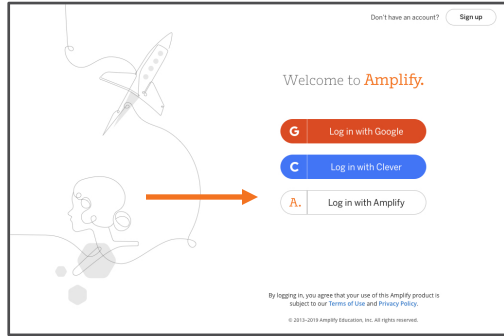 Don't have an account? Sign up
Welcome to Amplify.
G Log in with Google
C Log in with Clever
A. Log in with Amplify
By logging in, you agree that your use of this Amplify product is
subject to our Terms of Use and Privacy Policy.
© 2013–2019 Amplify Education, Inc. All rights reserved.